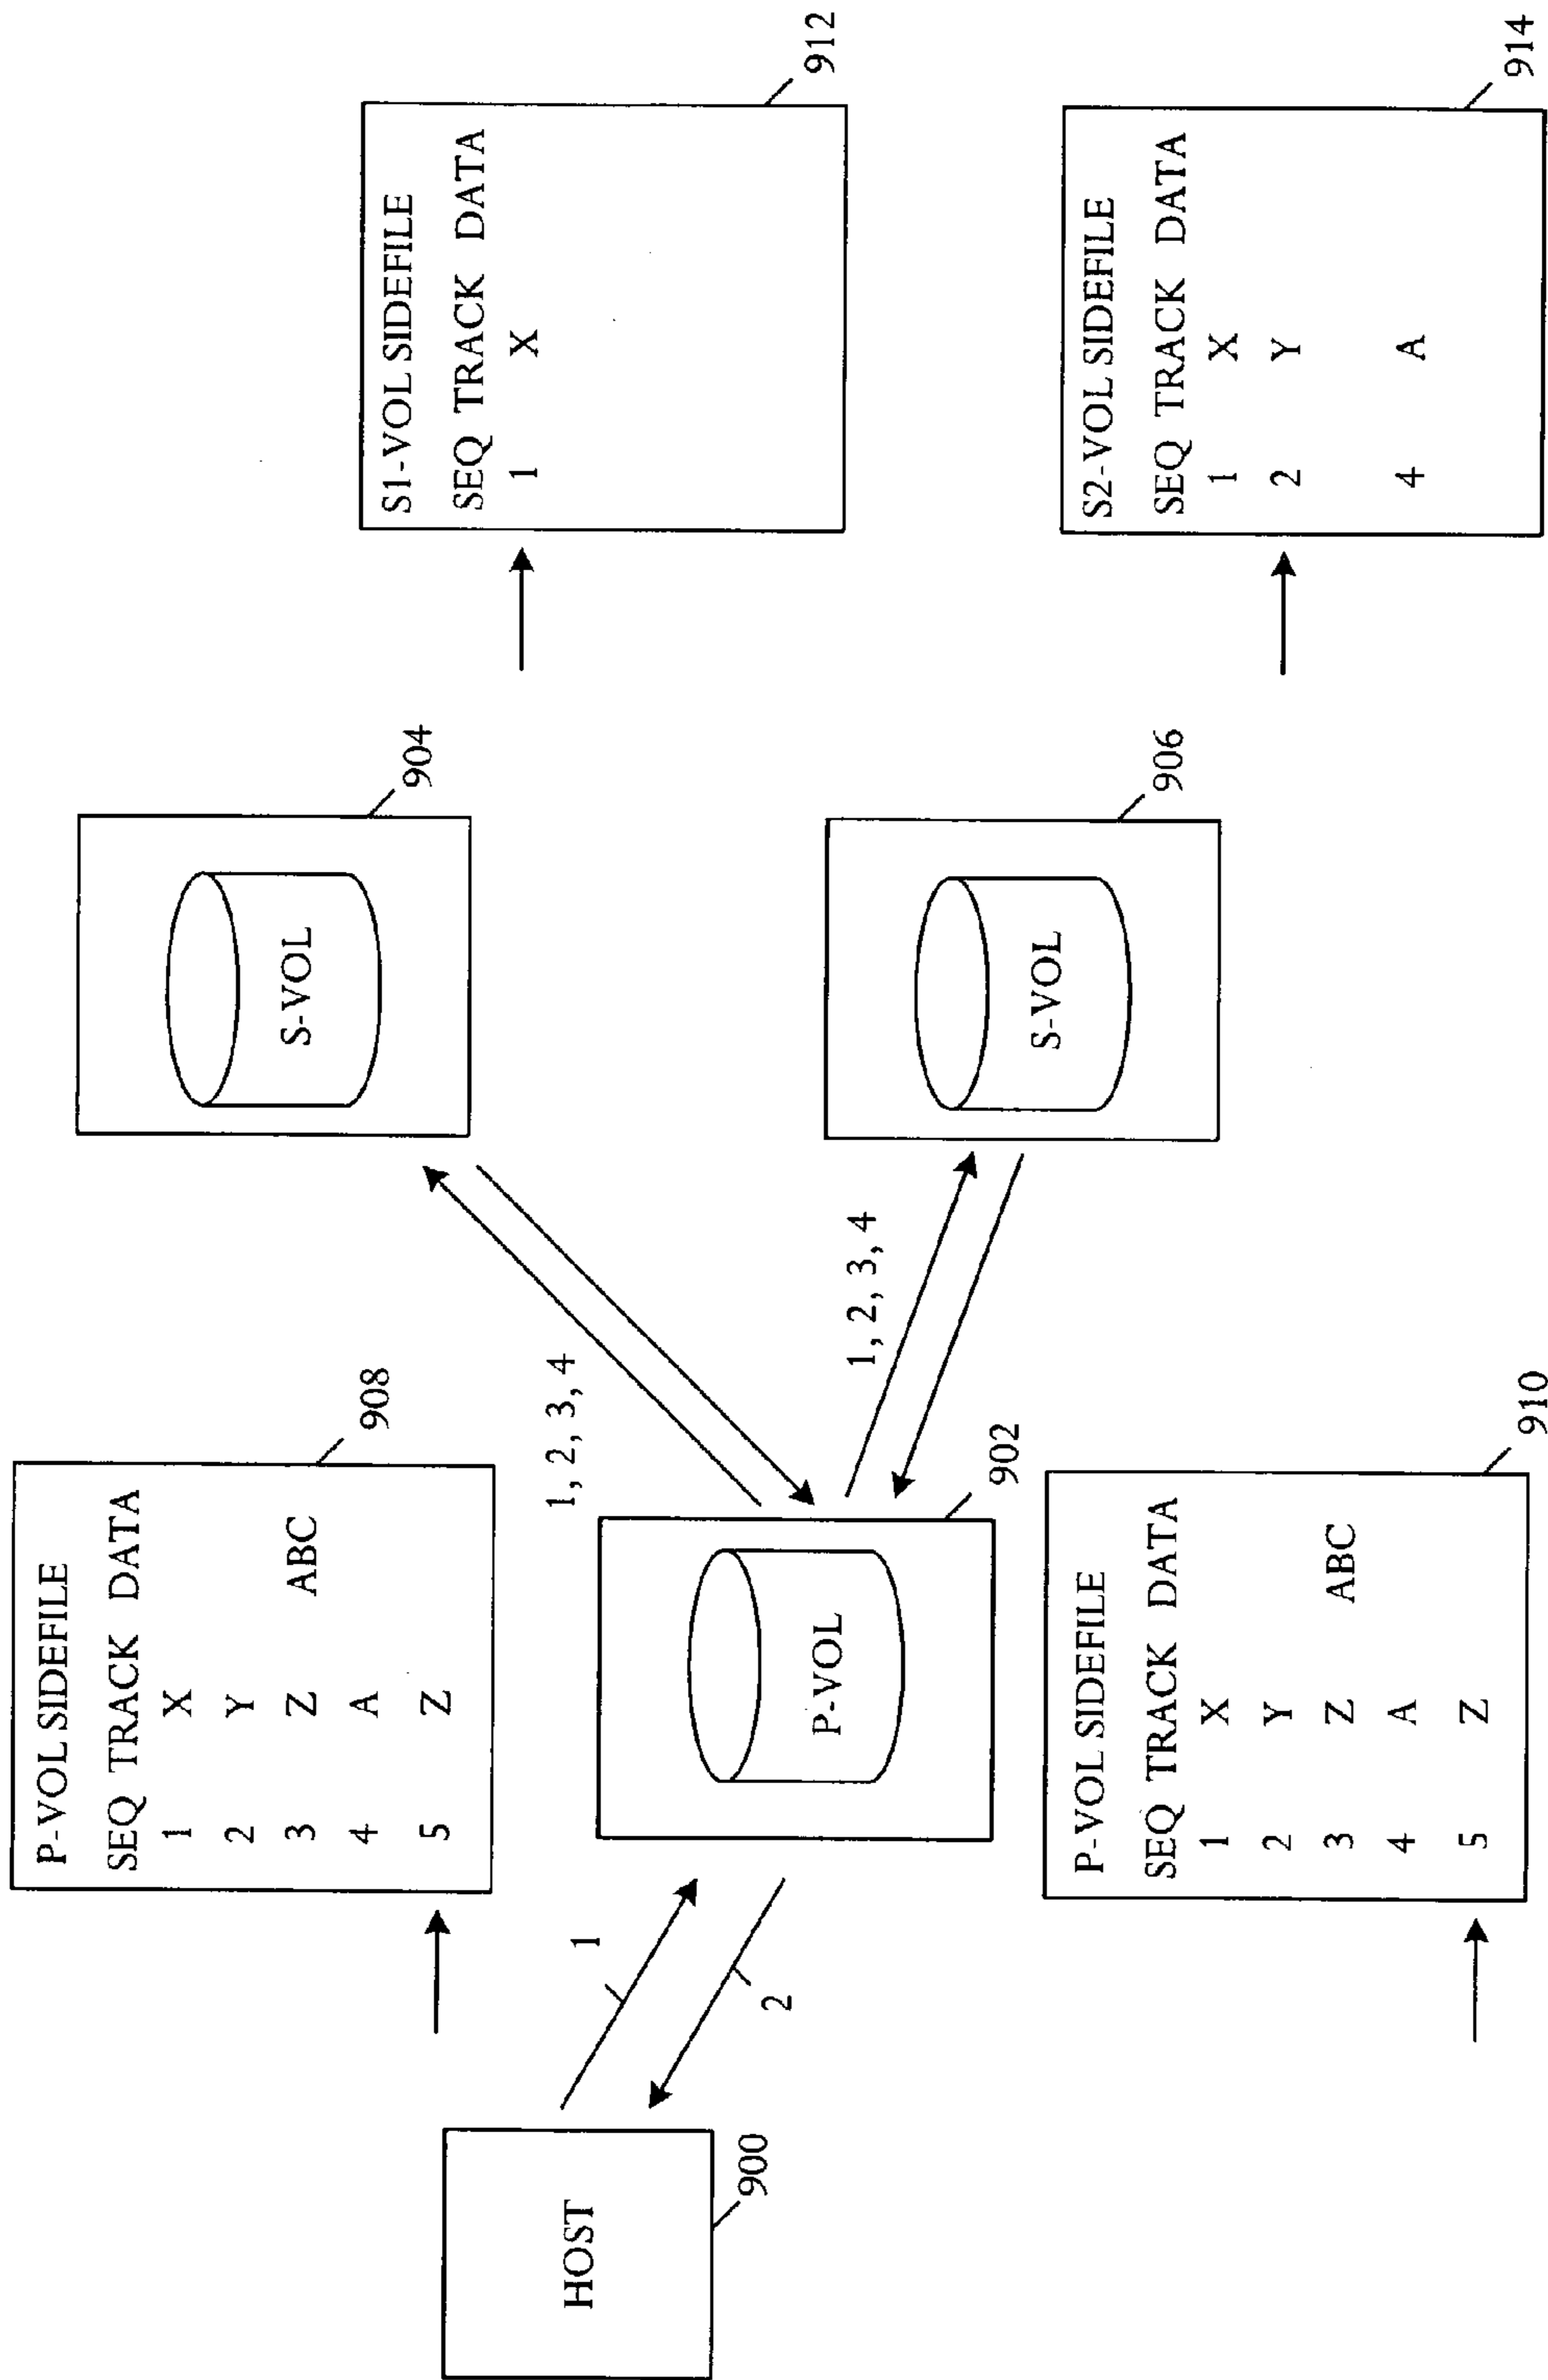 P-VOL SIDEFILE
SEQ TRACK DATA
1 X
2 Y
3 Z ABC
4 A
5 Z
908
HOST
900
1
2
P-VOL
902
1, 2, 3, 4
1, 2, 3, 4
P-VOL SIDEFILE
SEQ TRACK DATA
1 X
2 Y
3 Z ABC
4 A
5 Z
910
S-VOL
904
S-VOL
906
S1-VOL SIDEFILE
SEQ TRACK DATA
1 X
912
S2-VOL SIDEFILE
SEQ TRACK DATA
1 X
2 Y
4 A
914